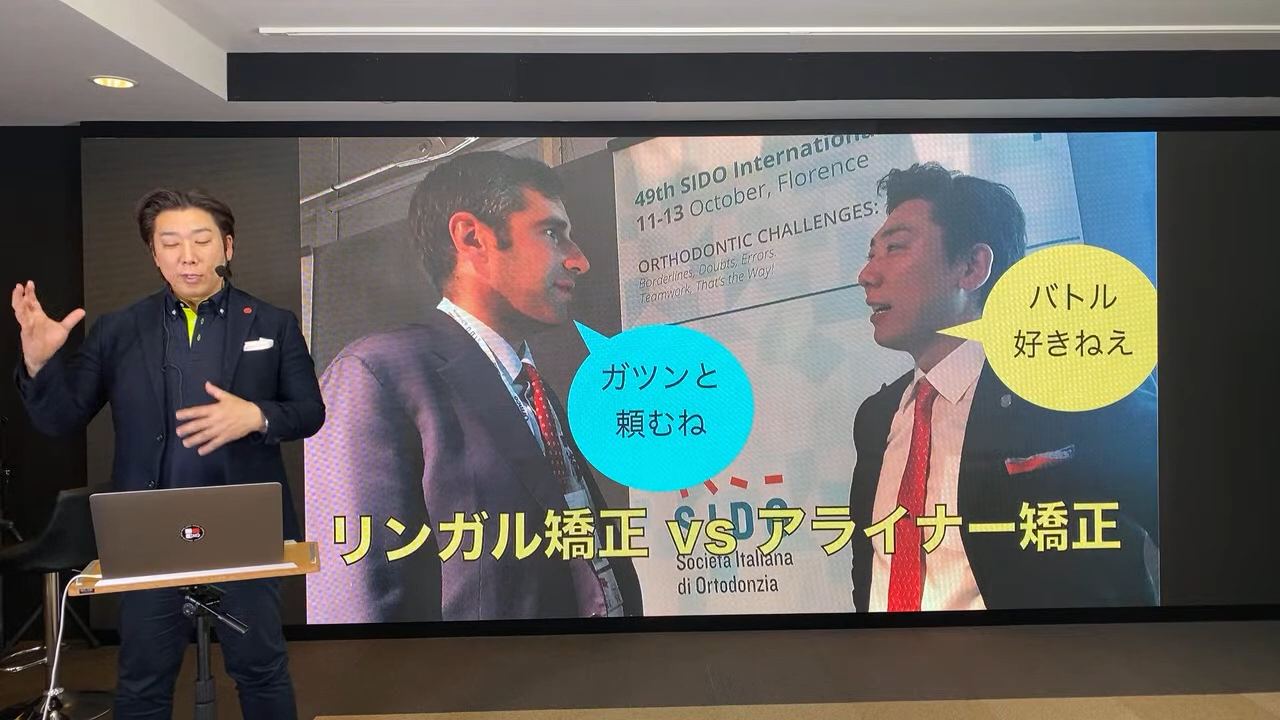 49th SIDO Internationa
11-13 October, Florence
ORTHODONTIC CHALLENGES:
Borderlines, Doubts, Errors.
Teamwork, That's the Way!
バトル
好きねえ
ガツンと
頼むね
SIDO
リンガル矯正 vs アライナー矯正
Società Italiana
di Ortodonzia